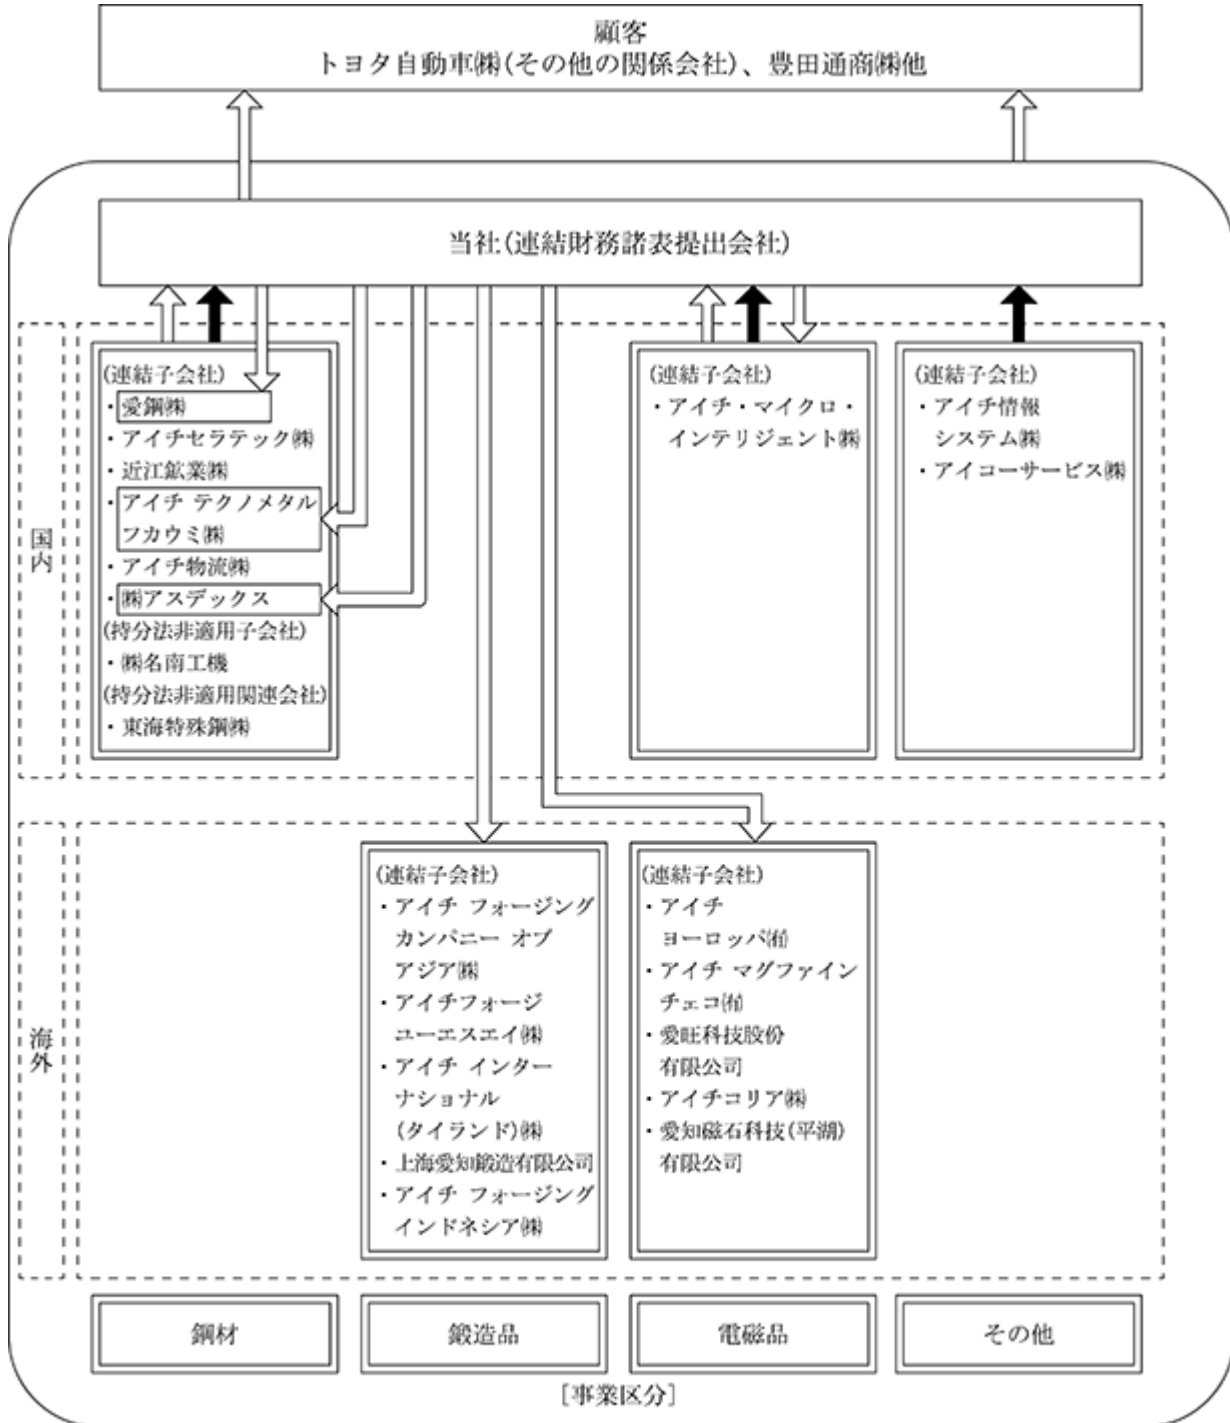 顧客
トヨタ自動車㈱(その他の関係会社)、豊田通商㈱他
当社(連結財務諸表提出会社)
国内
(連結子会社)
・愛鋼㈱
・アイチセラテック㈱
・近江鉱業㈱
・アイチ テクノメタル
フカウミ㈱
・アイチ物流㈱
・㈱アスデックス
(持分法非適用子会社)
・㈱名南工機
(持分法非適用関連会社)
・東海特殊鋼㈱
(連結子会社)
・アイチ・マイクロ・
インテリジェント㈱
(連結子会社)
・アイチ情報
システム㈱
・アイコーサービス㈱
海外
(連結子会社)
・アイチ フォージング
カンパニー オブ
アジア㈱
・アイチフォージ
ユーエスエイ㈱
・アイチ インター
ナショナル
(タイランド)㈱
・上海愛知鍛造有限公司
・アイチ フォージング
インドネシア㈱
(連結子会社)
・アイチ
ヨーロッパ㈲
・アイチ マグファイン
チェコ㈲
・愛旺科技股份
有限公司
・アイチコリア㈱
・愛知磁石科技(平湖)
有限公司
鋼材
鍛造品
電磁品
その他
[事業区分]